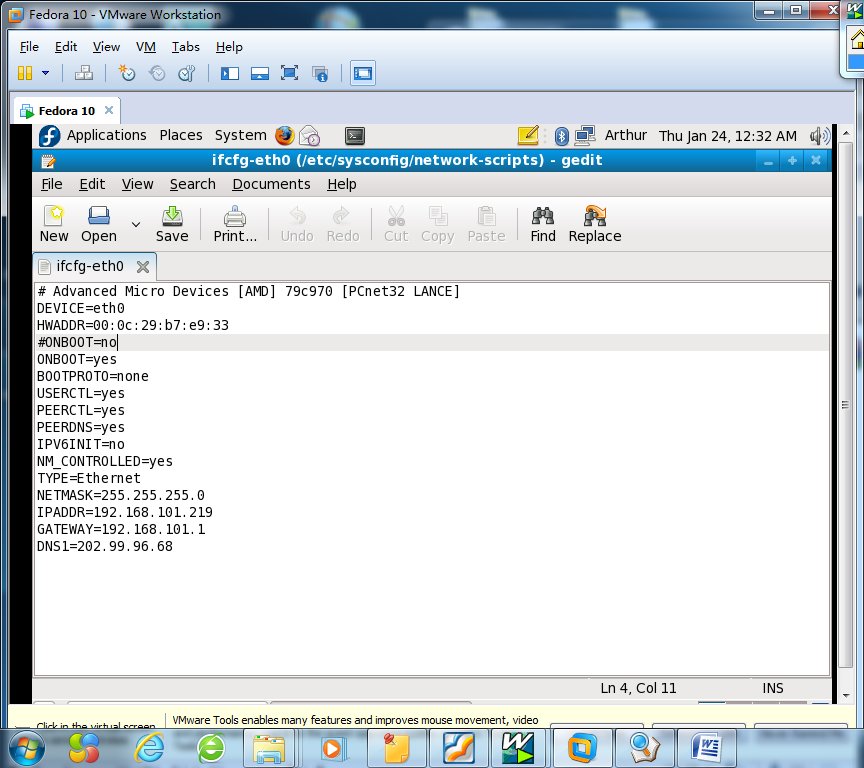 Fedora 10 - VMware Workstation
File Edit View VM Tabs Help
Fedora 10
Applications Places System Arthur Thu Jan 24, 12:32 AM
ifcfg-eth0 (/etc/sysconfig/network-scripts) - gedit
File Edit View Search Documents Help
New Open Save Print... Undo Redo Cut Copy Paste Find Replace
ifcfg-eth0
# Advanced Micro Devices [AMD] 79c970 [PCnet32 LANCE]
DEVICE=eth0
HWADDR=00:0c:29:b7:e9:33
#ONBOOT=no
ONBOOT=yes
BOOTPROTO=none
USERCTL=yes
PEERCTL=yes
PEERDNS=yes
IPV6INIT=no
NM_CONTROLLED=yes
TYPE=Ethernet
NETMASK=255.255.255.0
IPADDR=192.168.101.219
GATEWAY=192.168.101.1
DNS1=202.99.96.68
Ln 4, Col 11 INS
Click in the virtual screen
VMware Tools enables many features and improves mouse movement, video